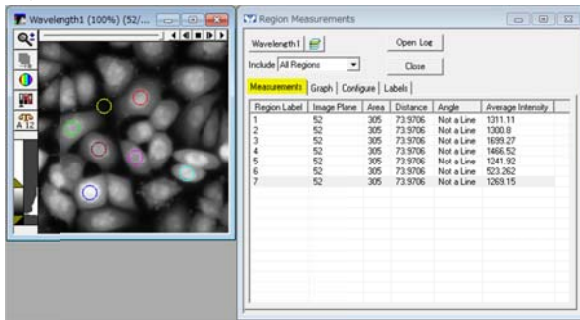 Wavelength1 (100%) (52/...
A 12
Region Measurements
Wavelength1
Open Log
Include All Regions
Close
Measurements Graph Configure Labels
Region Label Image Plane Area Distance Angle Average Intensity
1 52 305 73.9706 Not a Line 1311.11
2 52 305 73.9706 Not a Line 1300.8
3 52 305 73.9706 Not a Line 1699.27
4 52 305 73.9706 Not a Line 1466.52
5 52 305 73.9706 Not a Line 1241.92
6 52 305 73.9706 Not a Line 523.262
7 52 305 73.9706 Not a Line 1269.15